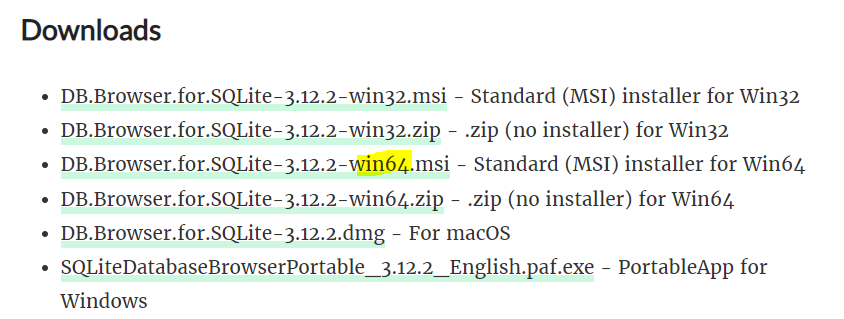 Downloads
DB.Browser.for.SQLite-3.12.2-win32.msi - Standard (MSI) installer for Win32
DB.Browser.for.SQLite-3.12.2-win32.zip - .zip (no installer) for Win32
DB.Browser.for.SQLite-3.12.2-win64.msi - Standard (MSI) installer for Win64
DB.Browser.for.SQLite-3.12.2-win64.zip - .zip (no installer) for Win64
DB.Browser.for.SQLite-3.12.2.dmg - For macOS
SQLiteDatabaseBrowserPortable_3.12.2_English.paf.exe - PortableApp for
Windows